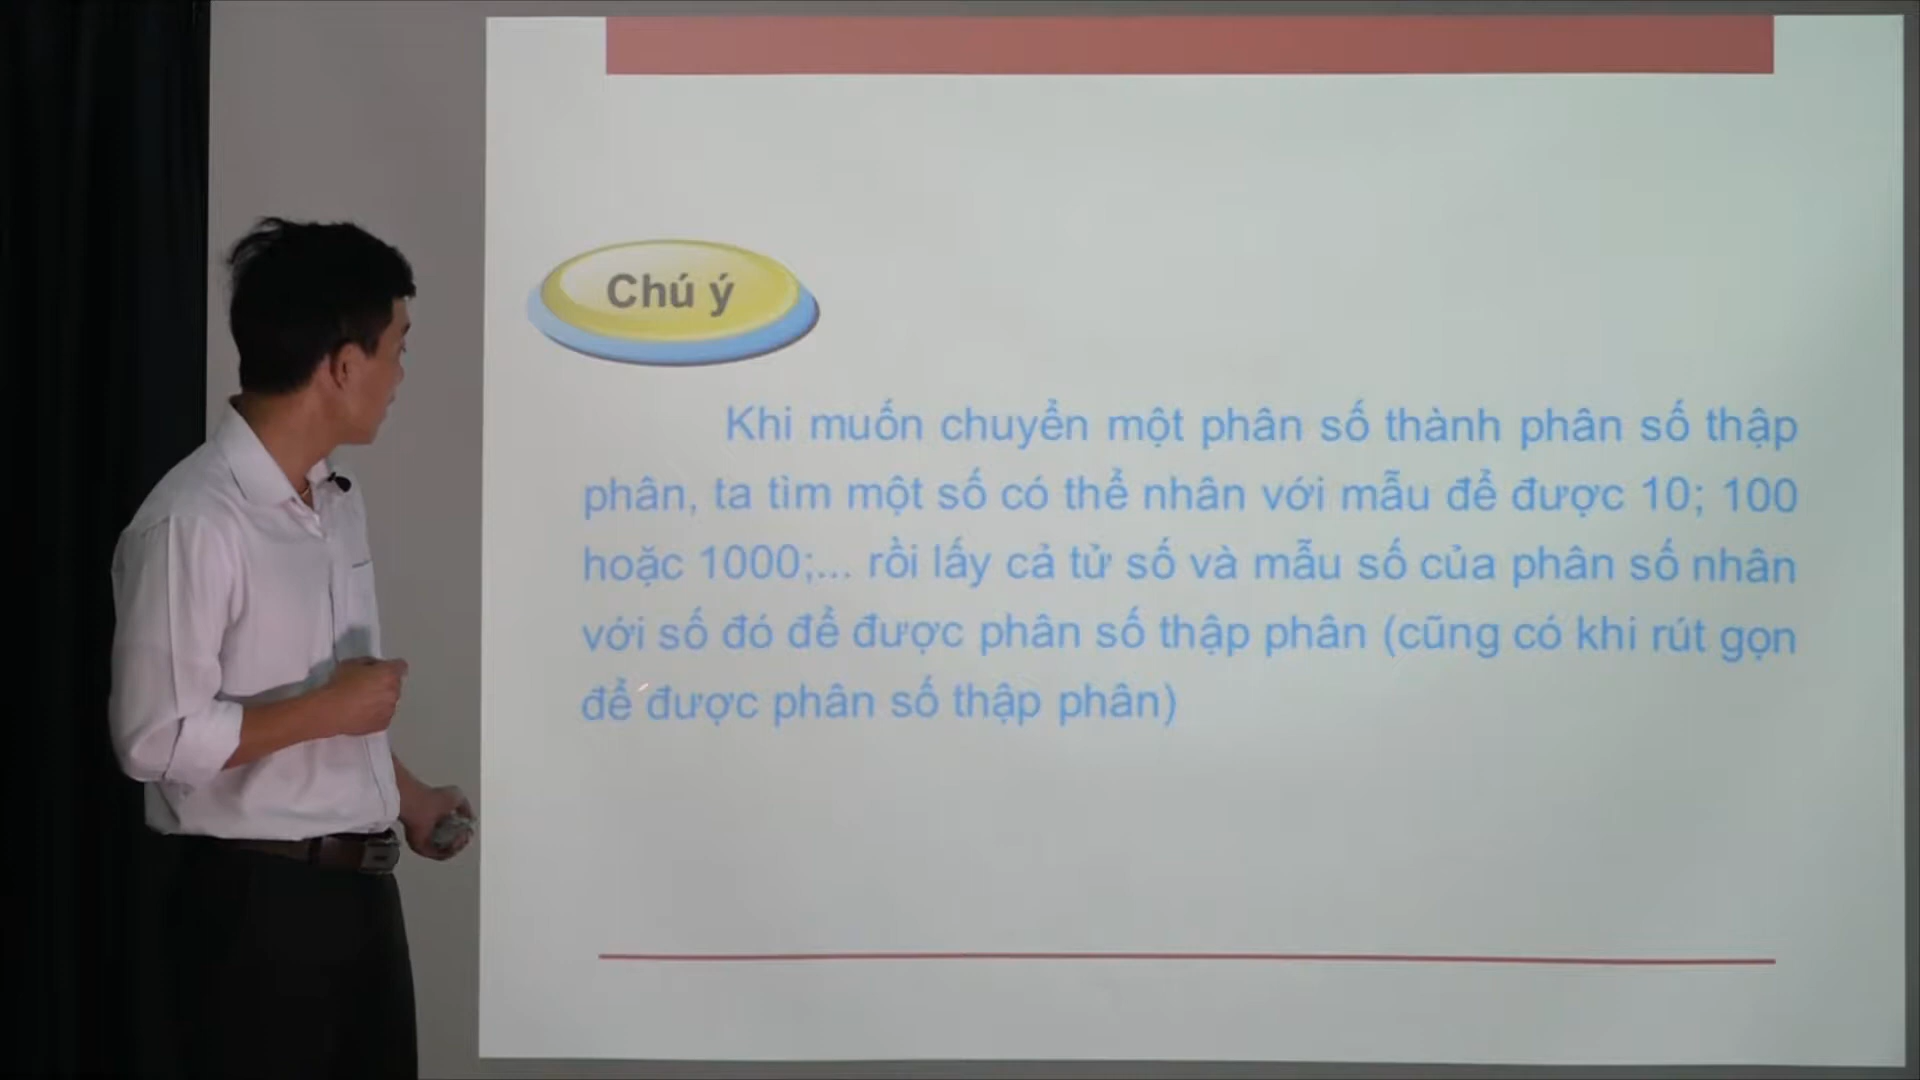 Chú ý
Khi muốn chuyển một phân số thành phân số thập
phân, ta tìm một số có thể nhân với mẫu để được 10; 100
hoặc 1000;... rồi lấy cả tử số và mẫu số của phân số nhân
với số đó để được phân số thập phân (cũng có khi rút gọn
để được phân số thập phân)